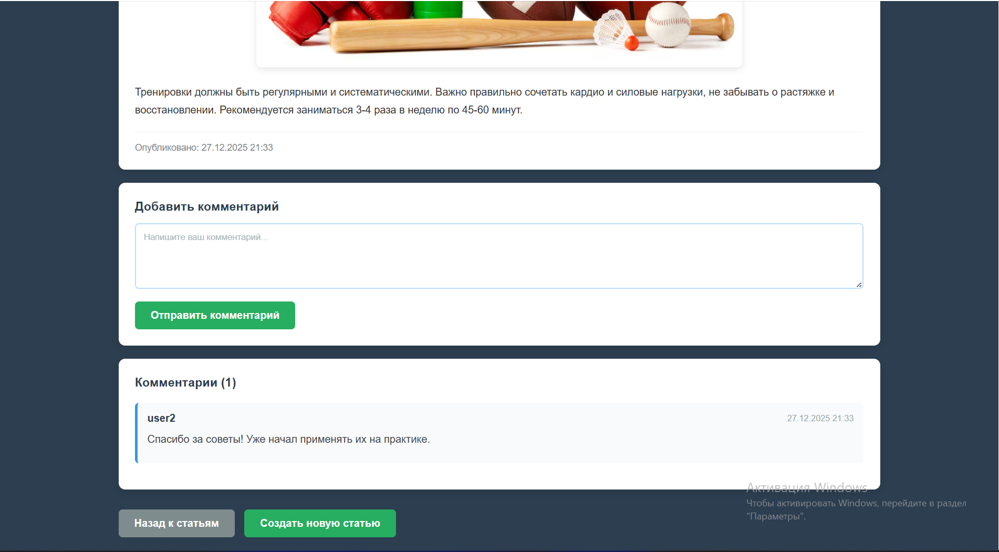 Тренировки должны быть регулярными и систематическими. Важно правильно сочетать кардио и силовые нагрузки, не забывать о растяжке и
восстановлении. Рекомендуется заниматься 3-4 раза в неделю по 45-60 минут.
Опубликовано: 27.12.2025 21:33
Добавить комментарий
Напишите ваш комментарий...
Отправить комментарий
Комментарии (1)
user2
27.12.2025 21:33
Спасибо за советы! Уже начал применять их на практике.
Активация Windows
Чтобы активировать Windows, перейдите в раздел
"Параметры".
Назад к статьям
Создать новую статью